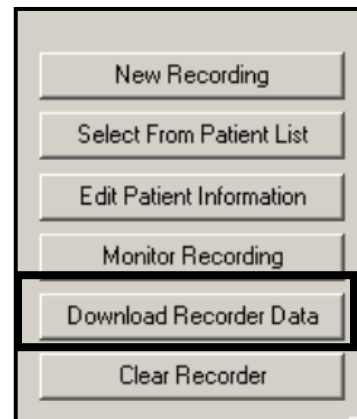 New Recording
Select From Patient List
Edit Patient Information
Monitor Recording
Download Recorder Data
Clear Recorder